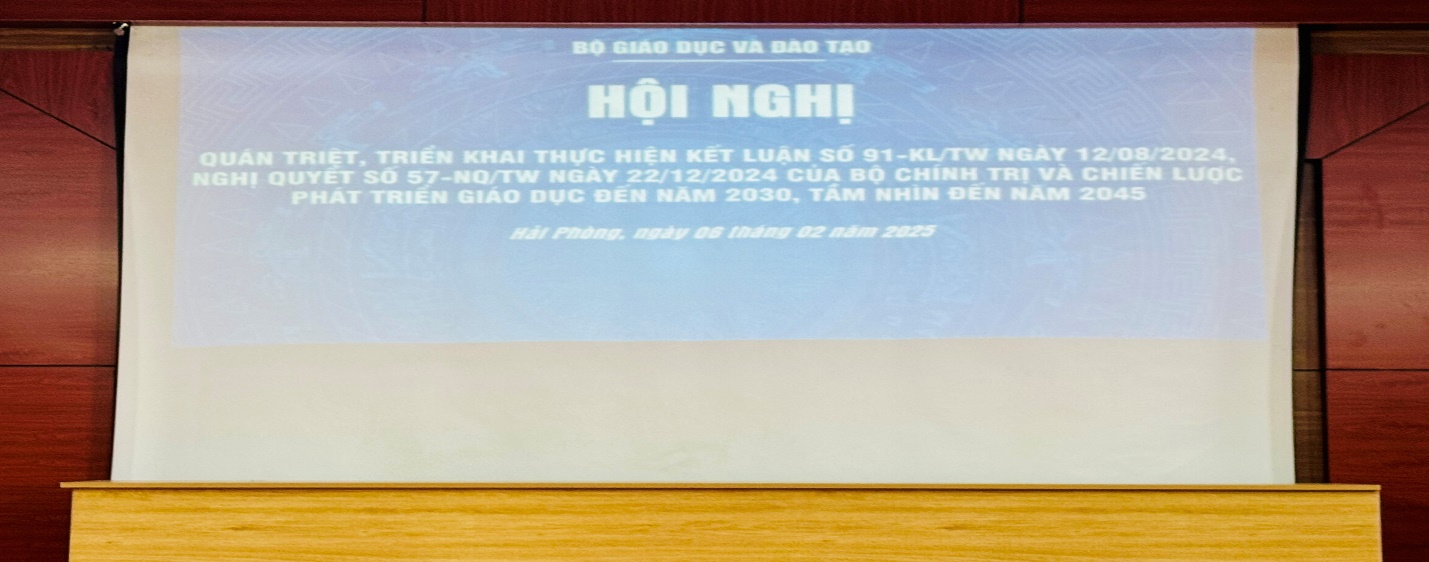 BỘ GIÁO DỤC VÀ ĐÀO TẠO
HỘI NGHỊ
QUÁN TRIỆT, TRIỂN KHAI THỰC HIỆN KẾT LUẬN SỐ 91-KL/TW NGÀY 12/08/2024,
NGHỊ QUYẾT SỐ 57-NQ/TW NGÀY 22/12/2024 CỦA BỘ CHÍNH TRỊ VÀ CHIẾN LƯỢC
PHÁT TRIỂN GIÁO DỤC ĐẾN NĂM 2030, TẦM NHÌN ĐẾN NĂM 2045
Hải Phòng, ngày 06 tháng 02 năm 2025